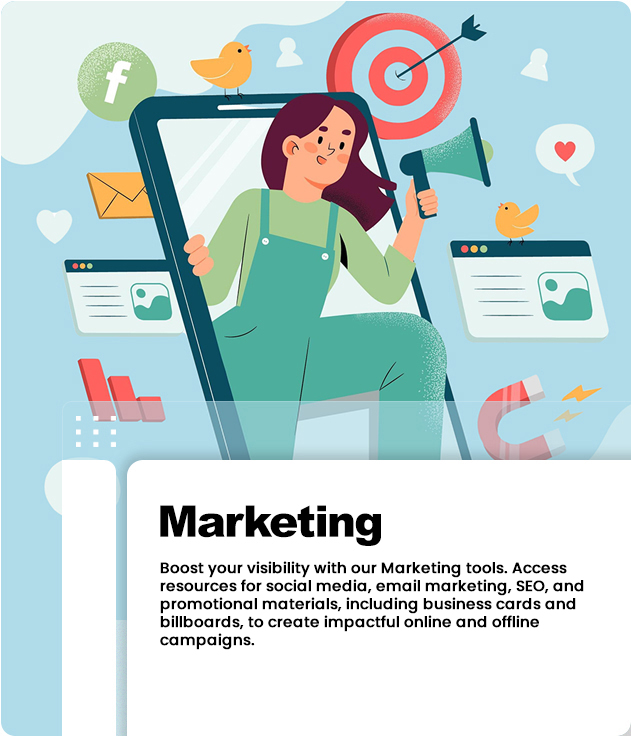 f
Marketing
Boost your visibility with our Marketing tools. Access
resources for social media, email marketing, SEO, and
promotional materials, including business cards and
billboards, to create impactful online and offline
campaigns.